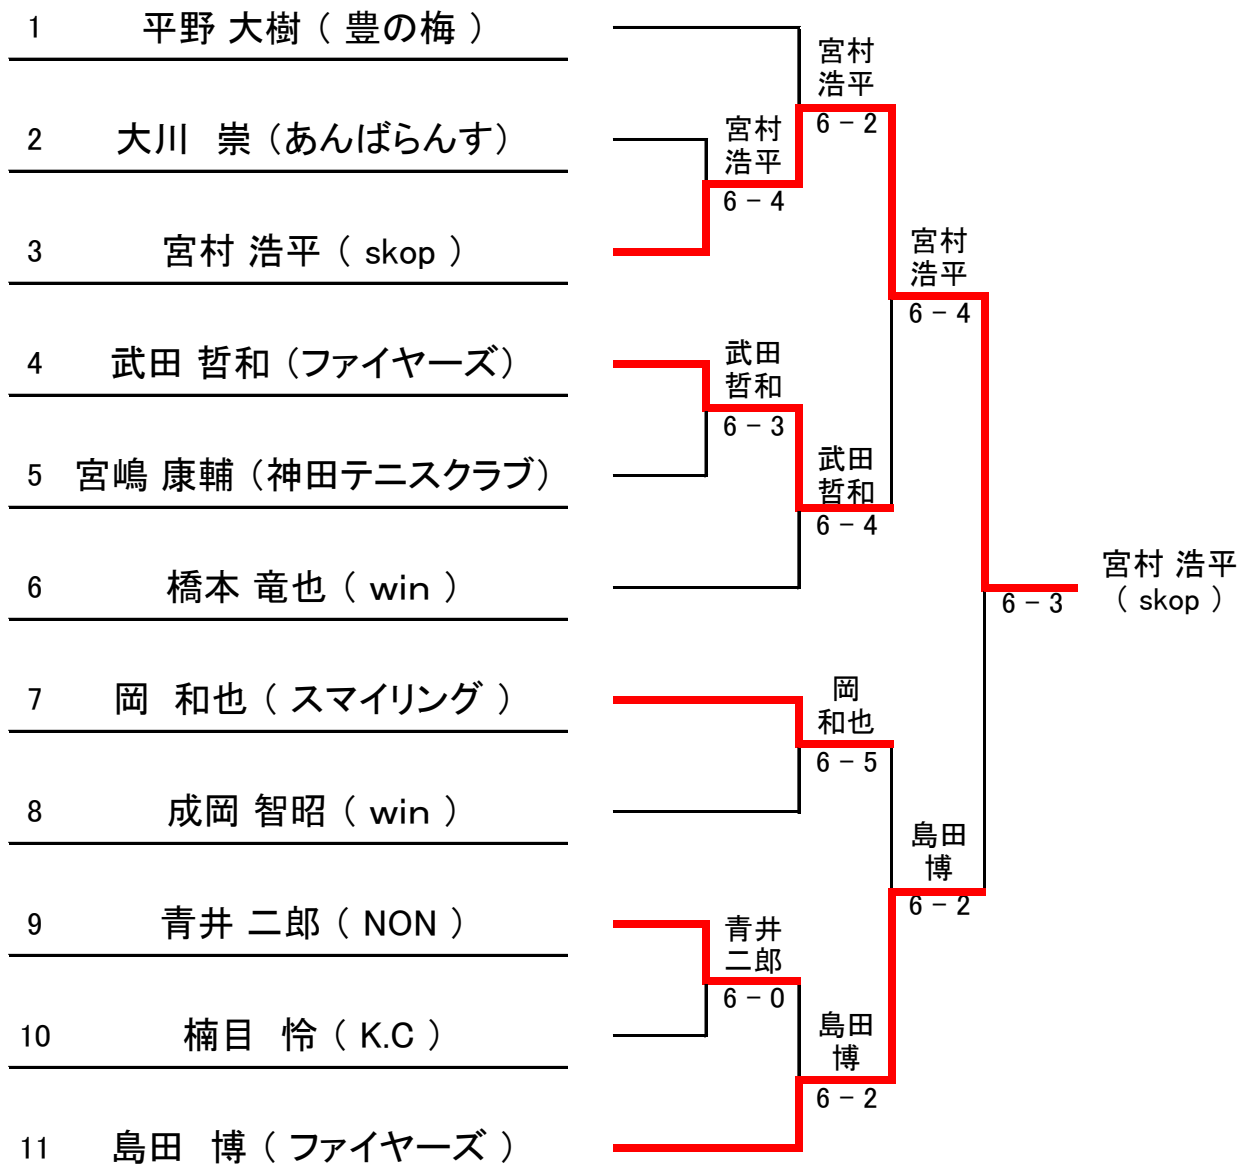 1 平野 大樹 ( 豊の梅 )
2 大川 崇 (あんばらんす)
3 宮村 浩平 ( skop )
4 武田 哲和 (ファイヤーズ)
5 宮嶋 康輔 (神田テニスクラブ)
6 橋本 竜也 ( win )
7 岡 和也 ( スマイリング )
8 成岡 智昭 ( win )
9 青井 二郎 ( NON )
10 楠目 怜 ( K.C )
11 島田 博 ( ファイヤーズ )
宮村
浩平
6 - 4
武田
哲和
6 - 3
青井
二郎
6 - 0
宮村
浩平
6 - 2
武田
哲和
6 - 4
岡
和也
6 - 5
島田
博
6 - 2
宮村
浩平
6 - 4
島田
博
6 - 2
6 - 3
宮村 浩平
( skop )